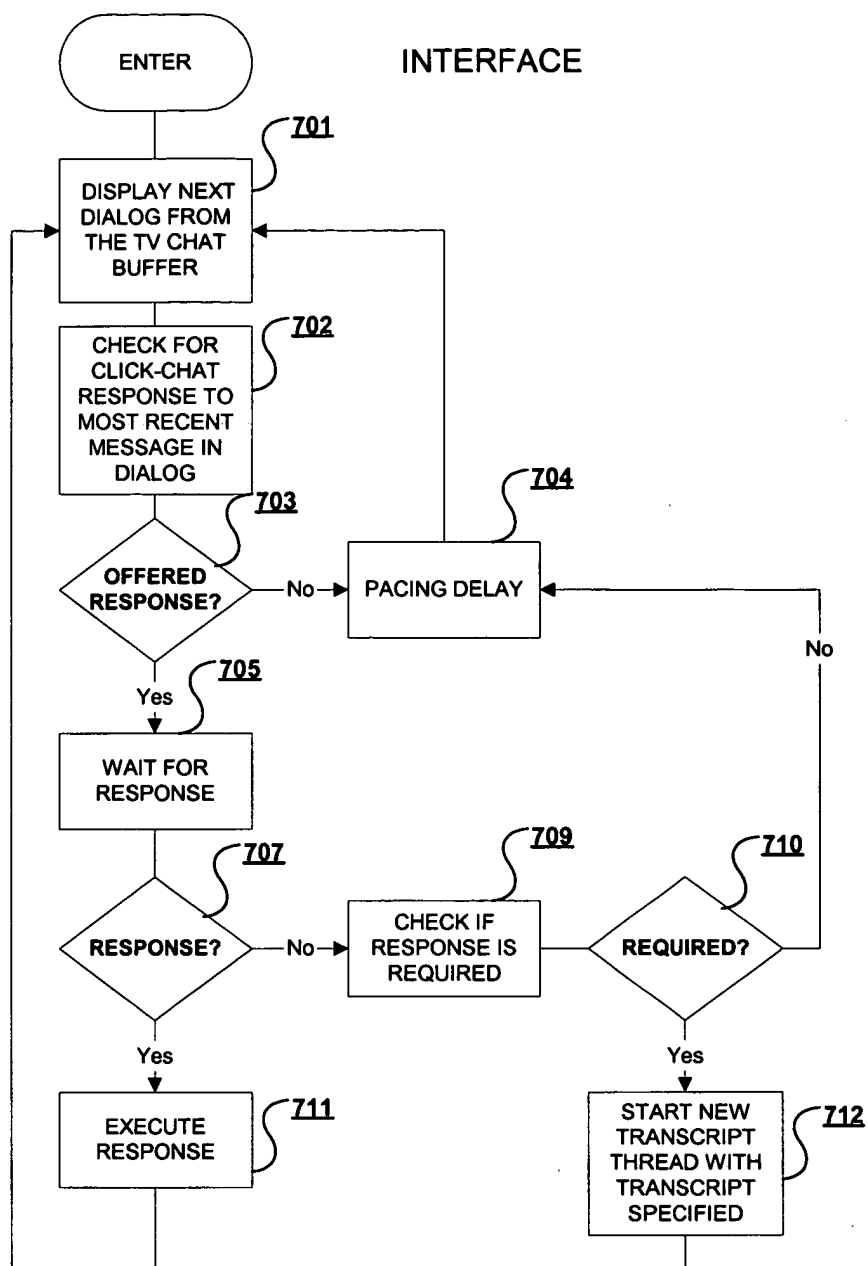 ENTER
INTERFACE
701
DISPLAY NEXT
DIALOG FROM
THE TV CHAT
BUFFER
702
CHECK FOR
CLICK-CHAT
RESPONSE TO
MOST RECENT
MESSAGE IN
DIALOG
703
OFFERED
RESPONSE?
No
704
PACING DELAY
No
Yes
705
WAIT FOR
RESPONSE
707
RESPONSE?
No
709
CHECK IF
RESPONSE IS
REQUIRED
710
REQUIRED?
Yes
Yes
711
EXECUTE
RESPONSE
712
START NEW
TRANSCRIPT
THREAD WITH
TRANSCRIPT
SPECIFIED